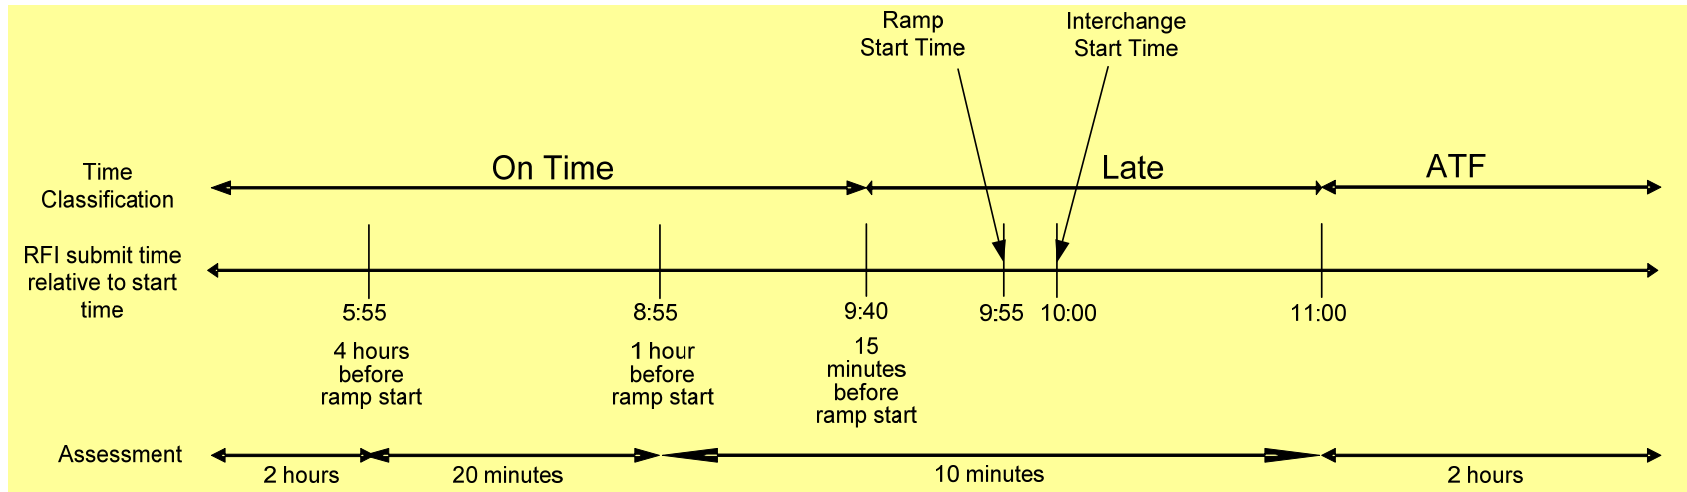 Ramp
Start Time
Interchange
Start Time
Time
Classification
On Time
Late
ATF
RFI submit time
relative to start
time
5:55
8:55
9:40
9:55
10:00
11:00
4 hours
before
ramp start
1 hour
before
ramp start
15
minutes
before
ramp start
Assessment
2 hours
20 minutes
10 minutes
2 hours